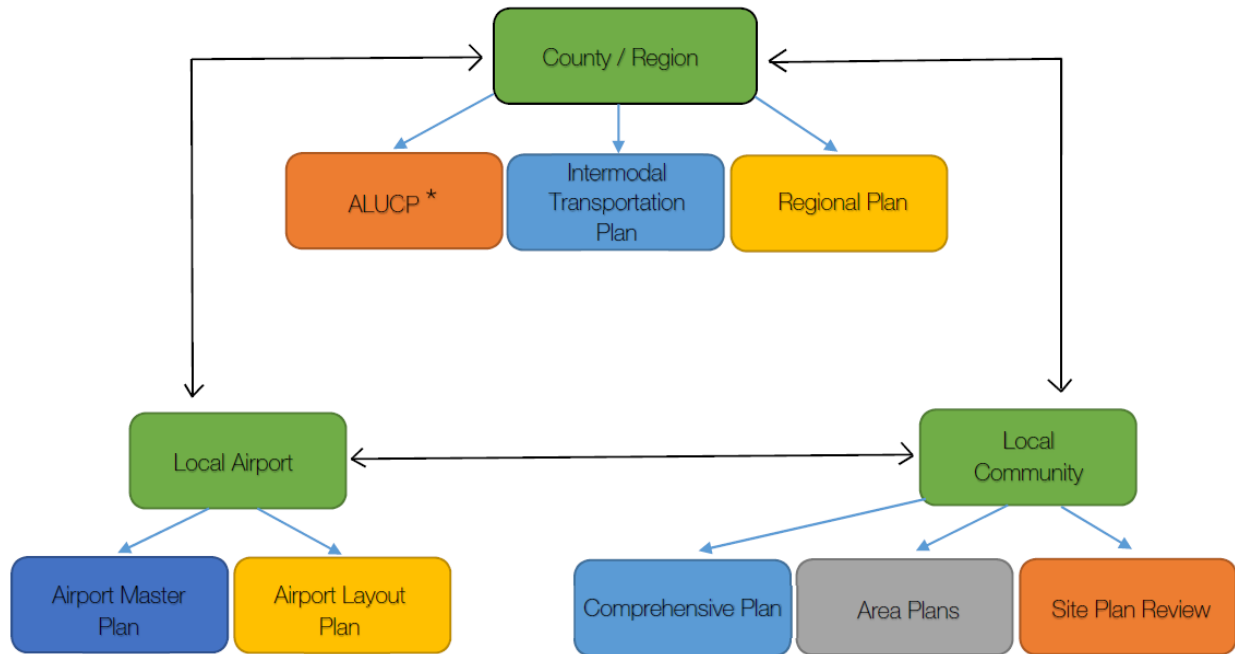 County / Region
ALUCP *
Intermodal
Transportation
Plan
Regional Plan
Local Airport
Local
Community
Airport Master
Plan
Airport Layout
Plan
Comprehensive Plan
Area Plans
Site Plan Review